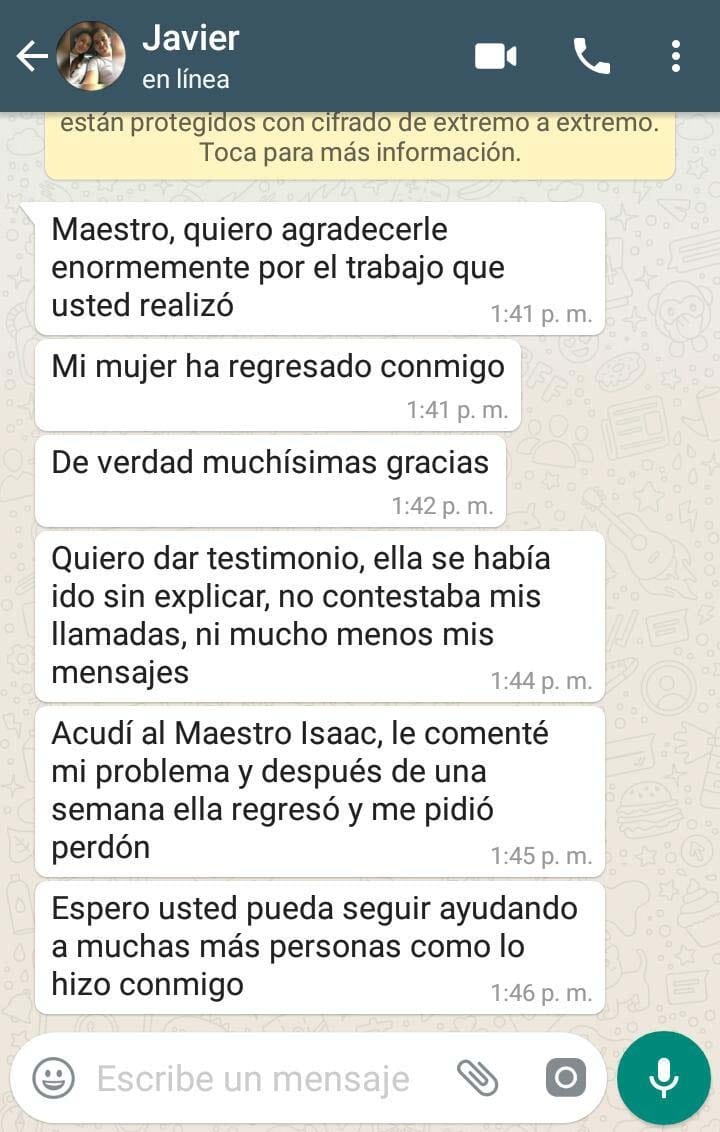 Javier
en línea
están protegidos con cifrado de extremo a extremo.
Toca para más información.
Maestro, quiero agradecerle
enormemente por el trabajo que
usted realizó
1:41 p. m.
Mi mujer ha regresado conmigo
1:41 p. m.
De verdad muchísimas gracias
1:42 p. m.
Quiero dar testimonio, ella se había
ido sin explicar, no contestaba mis
llamadas, ni mucho menos mis
mensajes
1:44 p. m.
Acudí al Maestro Isaac, le comenté
mi problema y después de una
semana ella regresó y me pidió
perdón
1:45 p. m.
Espero usted pueda seguir ayudando
a muchas más personas como lo
hizo conmigo
1:46 p. m.
Escribe un mensaje